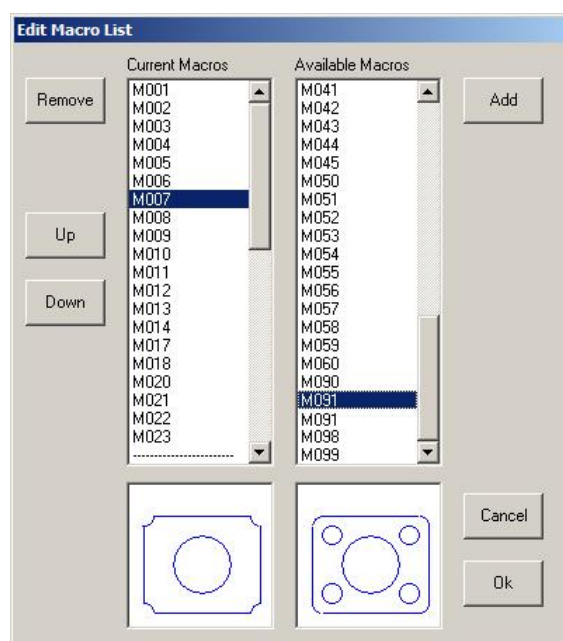 Edit Macro List
Current Macros
Available Macros
Remove
Up
Down
M001
M002
M003
M004
M005
M006
M007
M008
M009
M010
M011
M012
M013
M014
M017
M018
M020
M021
M022
M023
---------------------
M041
M042
M043
M044
M045
M050
M051
M052
M053
M054
M055
M056
M057
M058
M059
M060
M090
M091
M091
M098
M099
Add
Cancel
Ok